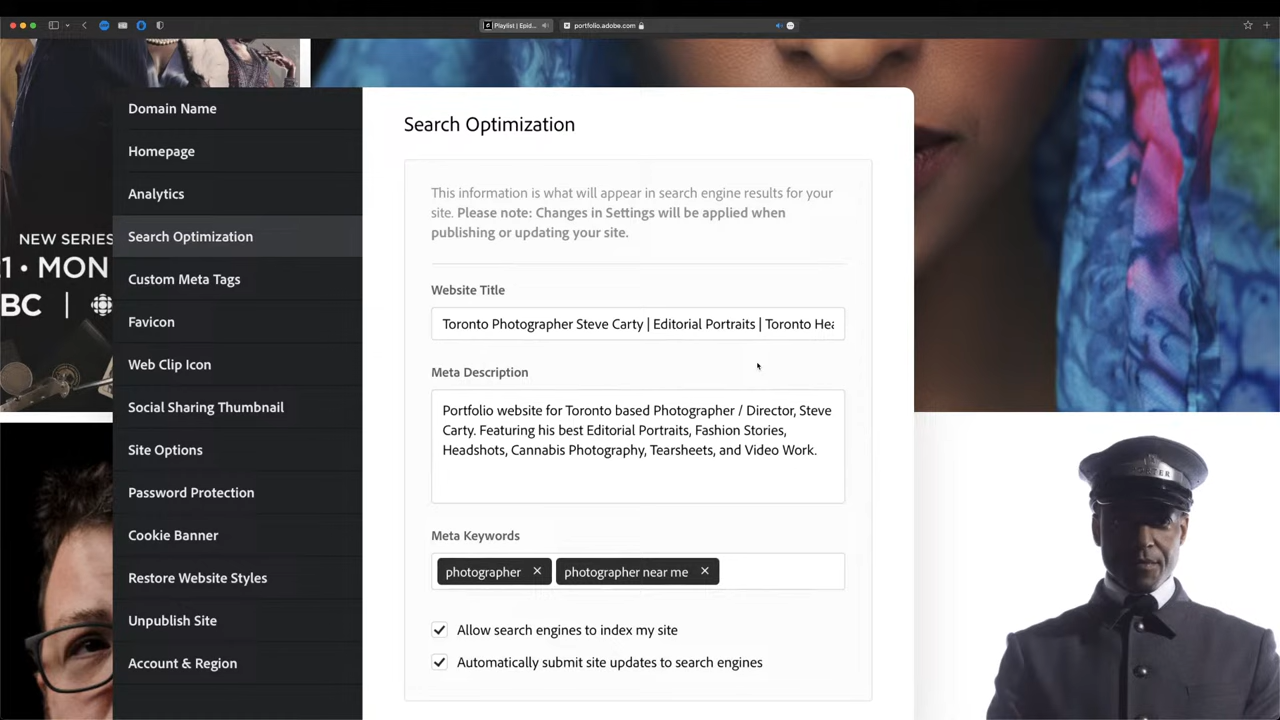 Playlist | Epid..
portfolio.adobe.com
NEW SERIES
1 • MON
BC
Domain Name
Homepage
Analytics
Search Optimization
Custom Meta Tags
Favicon
Web Clip Icon
Social Sharing Thumbnail
Site Options
Password Protection
Cookie Banner
Restore Website Styles
Unpublish Site
Account & Region
Search Optimization
This information is what will appear in search engine results for your
site. Please note: Changes in Settings will be applied when
publishing or updating your site.
Website Title
Toronto Photographer Steve Carty | Editorial Portraits | Toronto Hea
Meta Description
Portfolio website for Toronto based Photographer / Director, Steve
Carty. Featuring his best Editorial Portraits, Fashion Stories,
Headshots, Cannabis Photography, Tearsheets, and Video Work.
Meta Keywords
photographer × photographer near me ×
Allow search engines to index my site
Automatically submit site updates to search engines